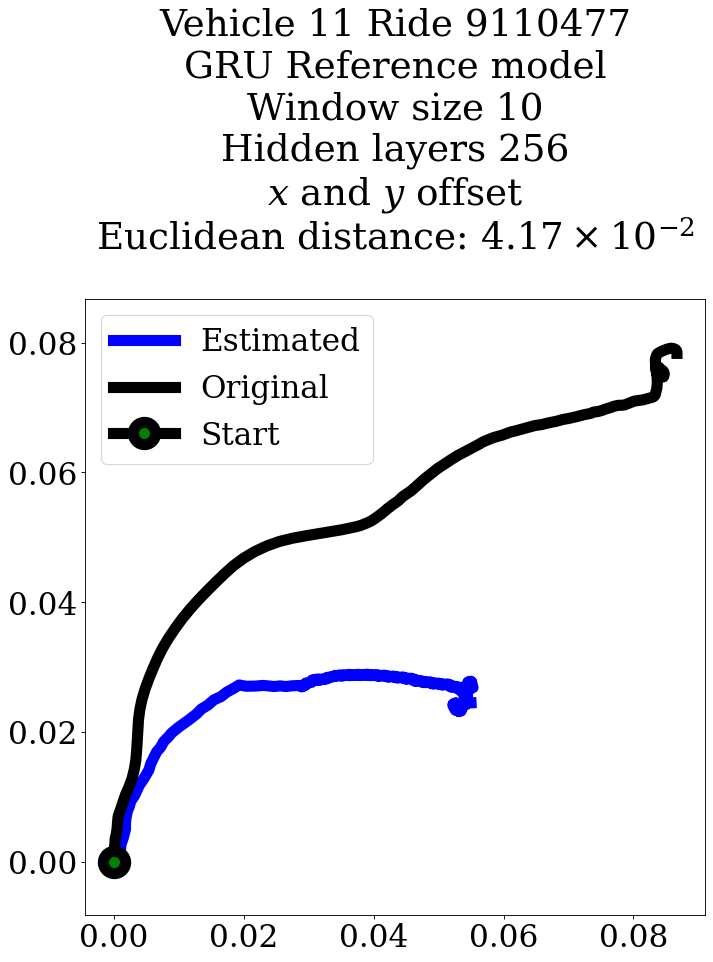 Vehicle 11 Ride 9110477
GRU Reference model
Window size 10
Hidden layers 256
x and y offset
Euclidean distance: 4.17 × 10⁻²
Estimated
Original
Start
0.08
0.06
0.04
0.02
0.00
0.00 0.02 0.04 0.06 0.08